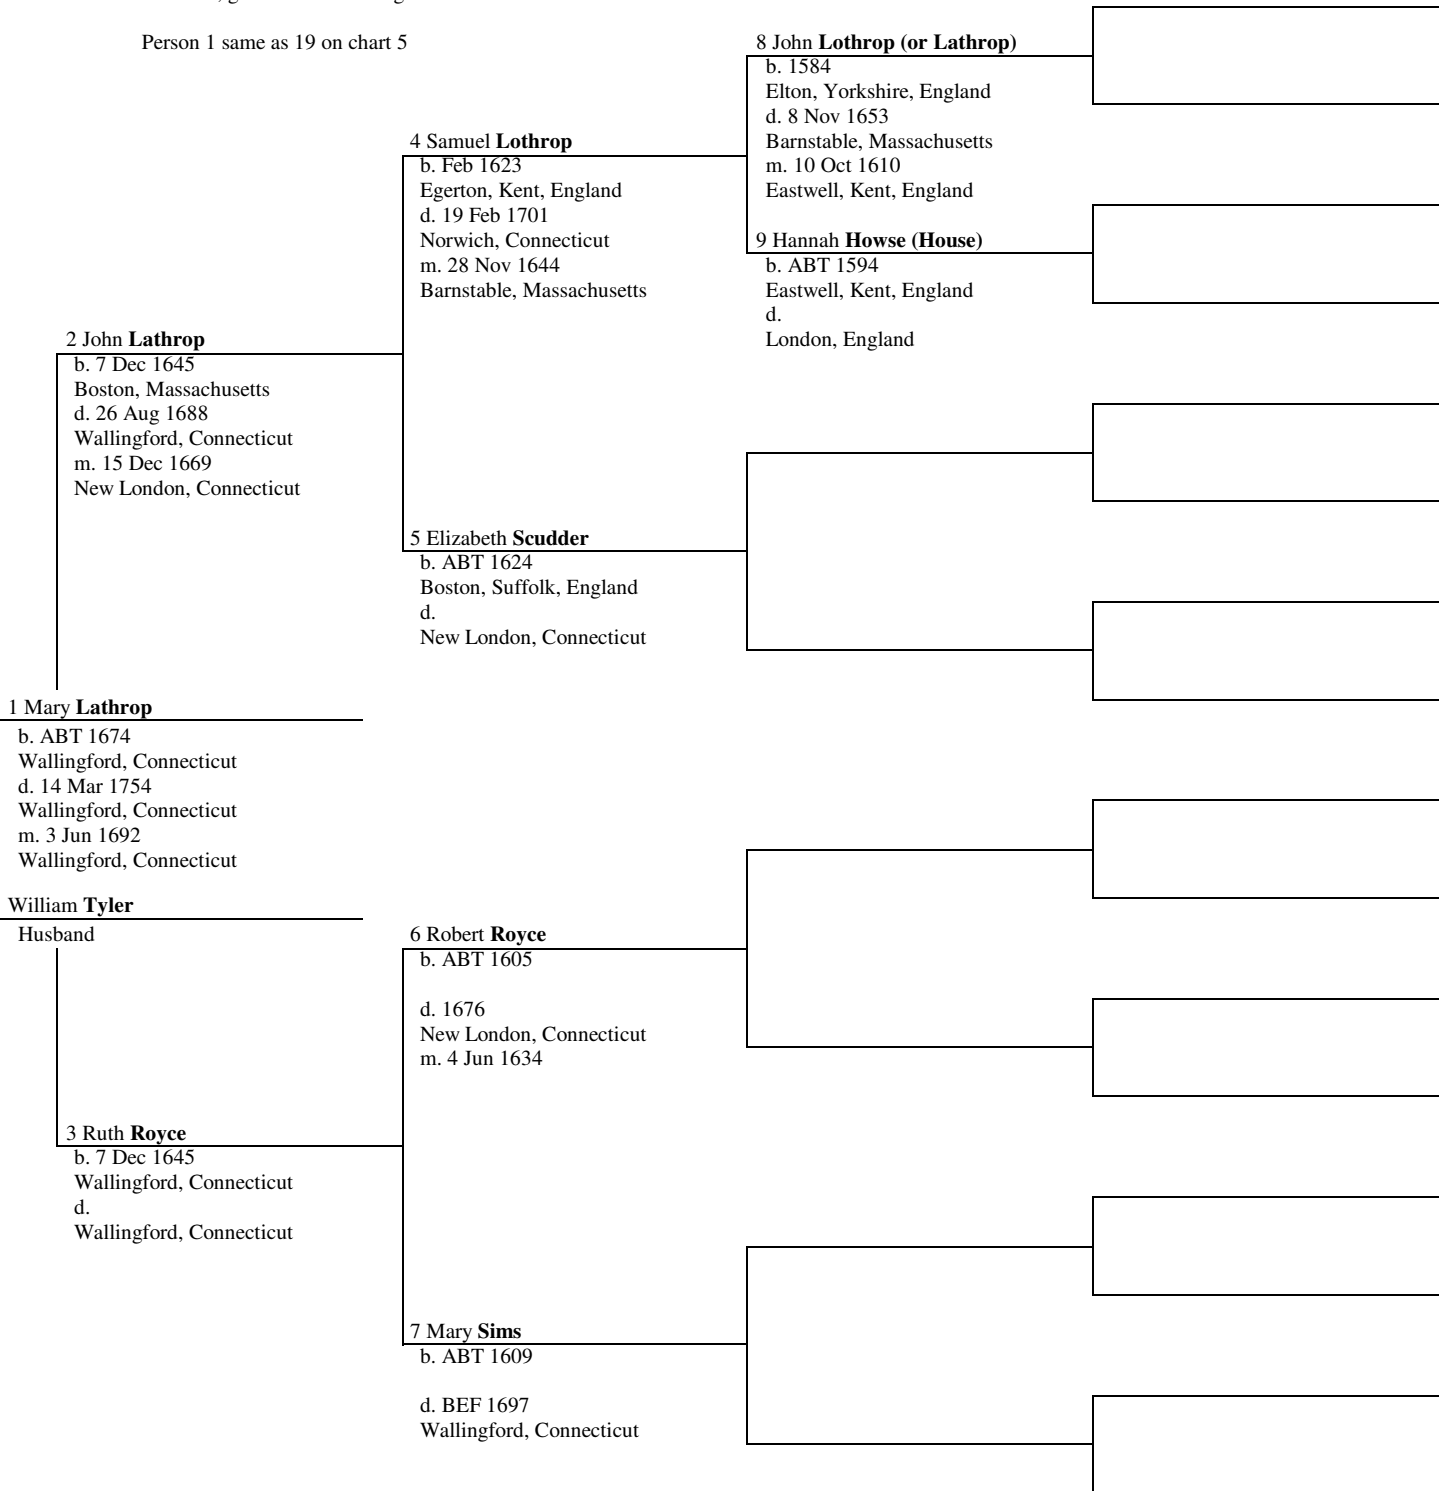 Person 1 same as 19 on chart 5
8 John Lothrop (or Lathrop)
b. 1584
Elton, Yorkshire, England
d. 8 Nov 1653
Barnstable, Massachusetts
m. 10 Oct 1610
Eastwell, Kent, England
4 Samuel Lothrop
b. Feb 1623
Egerton, Kent, England
d. 19 Feb 1701
Norwich, Connecticut
m. 28 Nov 1644
Barnstable, Massachusetts
9 Hannah Howse (House)
b. ABT 1594
Eastwell, Kent, England
d.
London, England
2 John Lathrop
b. 7 Dec 1645
Boston, Massachusetts
d. 26 Aug 1688
Wallingford, Connecticut
m. 15 Dec 1669
New London, Connecticut
5 Elizabeth Scudder
b. ABT 1624
Boston, Suffolk, England
d.
New London, Connecticut
1 Mary Lathrop
b. ABT 1674
Wallingford, Connecticut
d. 14 Mar 1754
Wallingford, Connecticut
m. 3 Jun 1692
Wallingford, Connecticut
William Tyler
Husband
6 Robert Royce
b. ABT 1605
d. 1676
New London, Connecticut
m. 4 Jun 1634
3 Ruth Royce
b. 7 Dec 1645
Wallingford, Connecticut
d.
Wallingford, Connecticut
7 Mary Sims
b. ABT 1609
d. BEF 1697
Wallingford, Connecticut